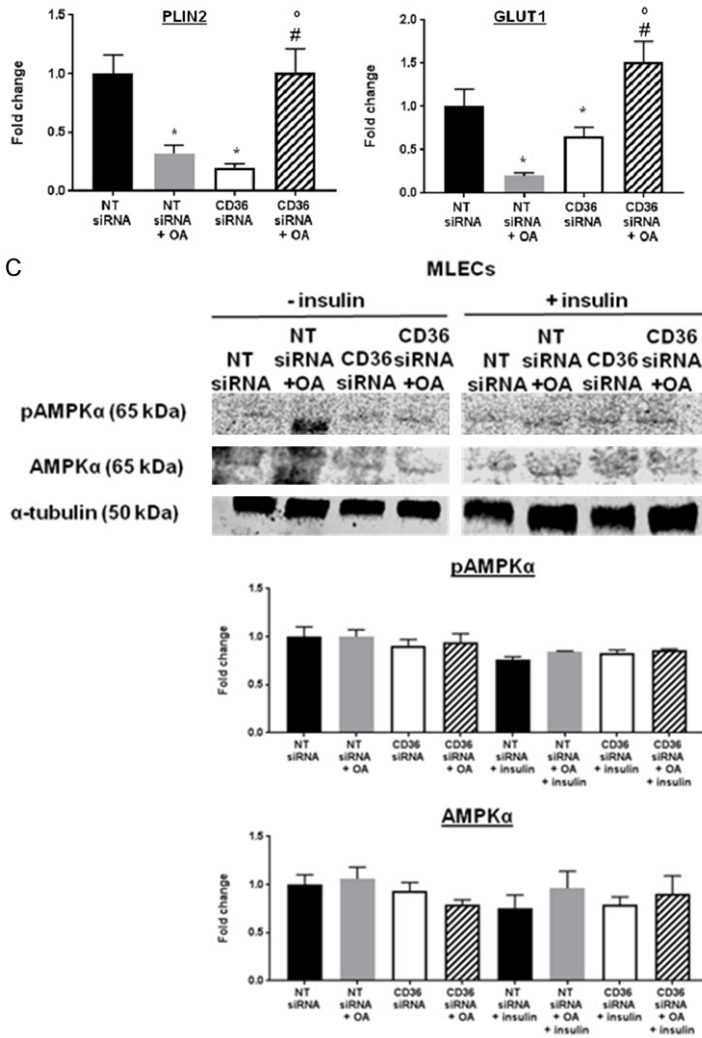 PLIN2
Fold change
1.5
1.0
0.5
0.0
*
*
°
#
NT siRNA
NT siRNA + OA
CD36 siRNA
CD36 siRNA + OA
GLUT1
Fold change
2.0
1.5
1.0
0.5
0.0
*
*
°
#
NT siRNA
NT siRNA + OA
CD36 siRNA
CD36 siRNA + OA
C
MLECs
- insulin
+ insulin
NT siRNA
NT siRNA +OA
CD36 siRNA
CD36 siRNA +OA
NT siRNA
NT siRNA +OA
CD36 siRNA
CD36 siRNA +OA
pAMPKα (65 kDa)
AMPKα (65 kDa)
α-tubulin (50 kDa)
pAMPKα
Fold change
1.5
1.0
0.5
0.0
NT siRNA
NT siRNA + OA
CD36 siRNA
CD36 siRNA + OA
NT siRNA + insulin
NT siRNA + OA + insulin
CD36 siRNA + insulin
CD36 siRNA + OA + insulin
AMPKα
Fold change
1.5
1.0
0.5
0.0
NT siRNA
NT siRNA + OA
CD36 siRNA
CD36 siRNA + OA
NT siRNA + insulin
NT siRNA + OA + insulin
CD36 siRNA + insulin
CD36 siRNA + OA + insulin